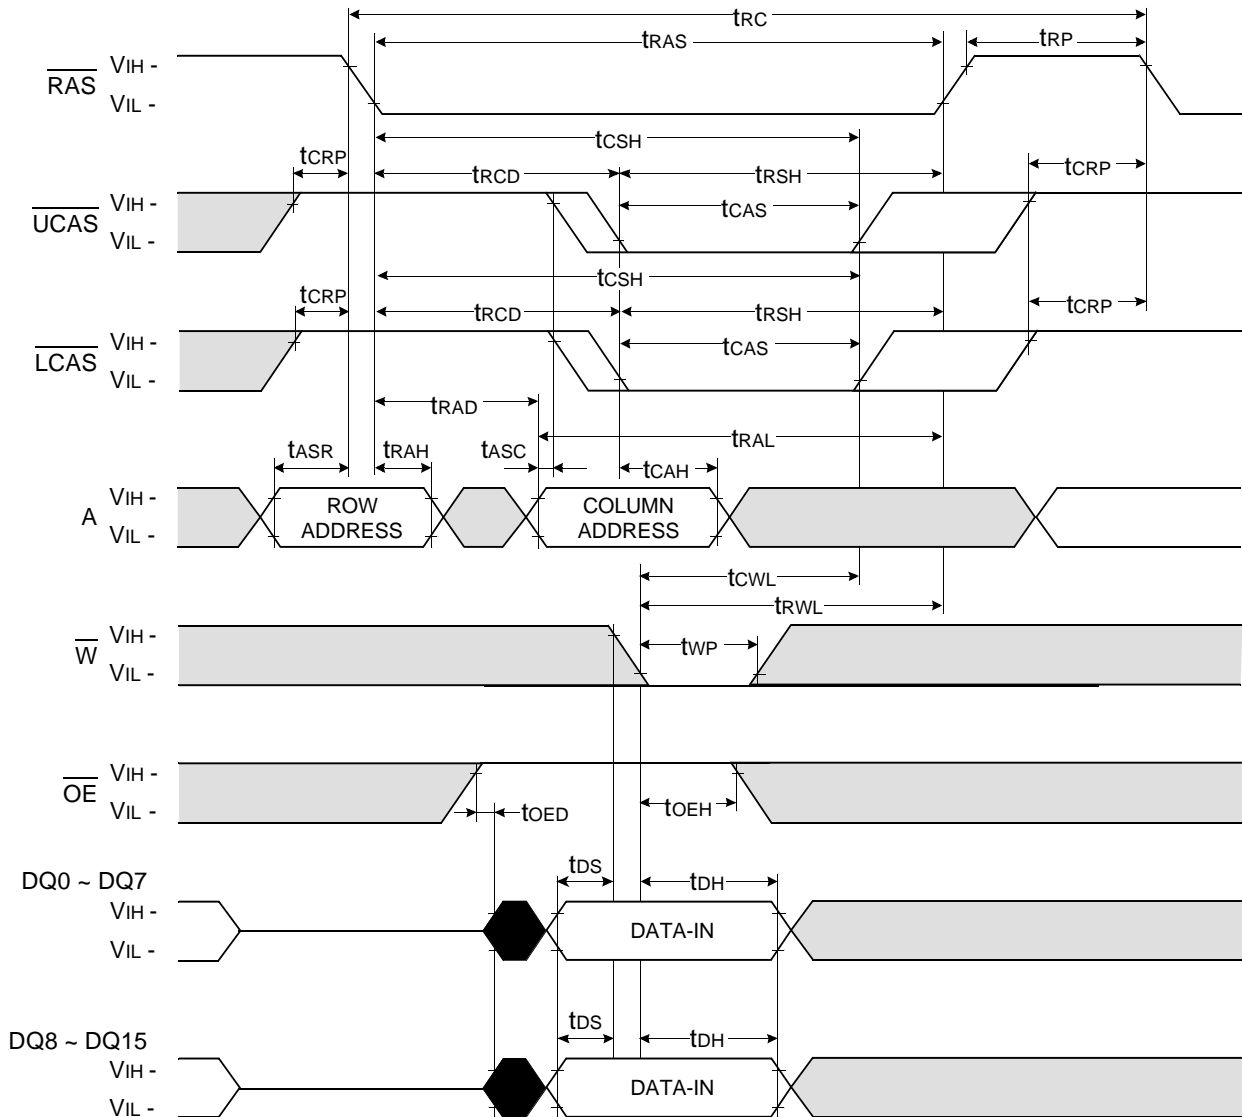 tRC
tRAS
tRP
RAS
VIH -
VIL -
tCSH
tCRP
tRCD
tRSH
tCRP
UCAS
VIH -
VIL -
tCAS
tCSH
tCRP
tRCD
tRSH
tCRP
LCAS
VIH -
VIL -
tCAS
tRAD
tRAL
tASR
tRAH
tASC
tCAH
A
VIH -
VIL -
ROW
ADDRESS
COLUMN
ADDRESS
tCWL
tRWL
W
VIH -
VIL -
tWP
OE
VIH -
VIL -
tOED
tOEH
DQ0 ~ DQ7
VIH -
VIL -
tDS
tDH
DATA-IN
DQ8 ~ DQ15
VIH -
VIL -
tDS
tDH
DATA-IN